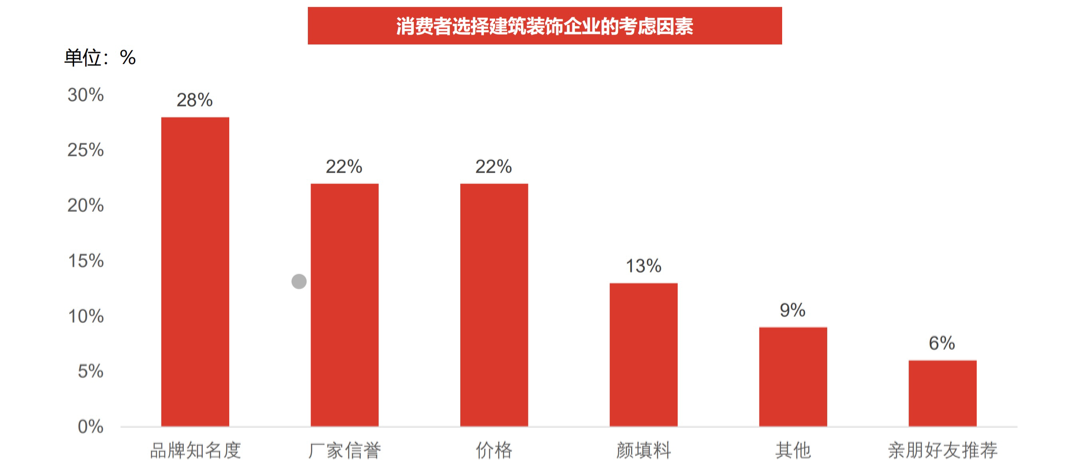 消费者选择建筑装饰企业的考虑因素
单位：%
30%
25%
20%
15%
10%
5%
0%
28%
22%
22%
13%
9%
6%
品牌知名度
厂家信誉
价格
颜填料
其他
亲朋好友推荐